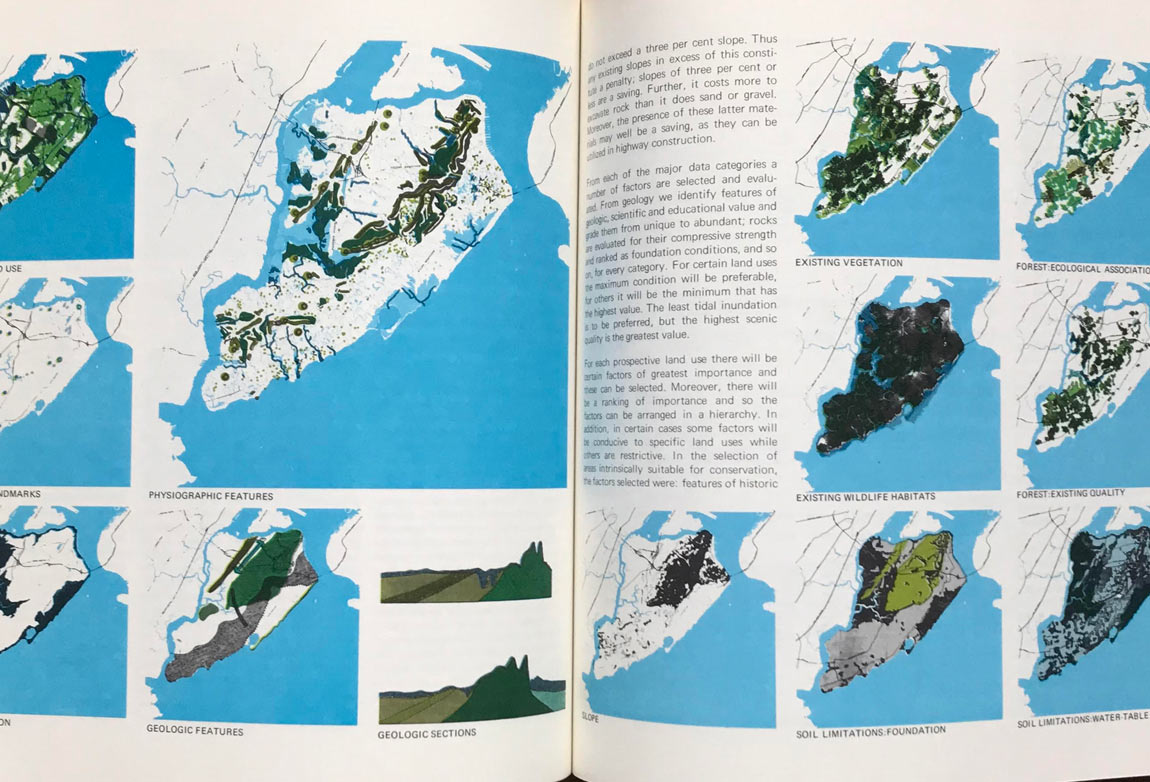 D USE
NDMARKS
ON
PHYSIOGRAPHIC FEATURES
GEOLOGIC FEATURES
GEOLOGIC SECTIONS
do not exceed a three per cent slope. Thus
any existing slopes in excess of this consti-
tute a penalty; slopes of three per cent or
less are a saving. Further, it costs more to
excavate rock than it does sand or gravel.
Moreover, the presence of these latter mate-
rials may well be a saving, as they can be
utilized in highway construction.
From each of the major data categories a
number of factors are selected and evalu-
ated. From geology we identify features of
geologic, scientific and educational value and
grade them from unique to abundant; rocks
are evaluated for their compressive strength
and ranked as foundation conditions, and so
on, for every category. For certain land uses
the maximum condition will be preferable,
for others it will be the minimum that has
the highest value. The least tidal inundation
is to be preferred, but the highest scenic
quality is the greatest value.
For each prospective land use there will be
certain factors of greatest importance and
these can be selected. Moreover, there will
be a ranking of importance and so the
factors can be arranged in a hierarchy. In
addition, in certain cases some factors will
be conducive to specific land uses while
others are restrictive. In the selection of
areas intrinsically suitable for conservation,
the factors selected were: features of historic
SLOPE
EXISTING VEGETATION
EXISTING WILDLIFE HABITATS
SOIL LIMITATIONS:FOUNDATION
FOREST:ECOLOGICAL ASSOCIATIO
FOREST:EXISTING QUALITY
SOIL LIMITATIONS:WATER-TABLE